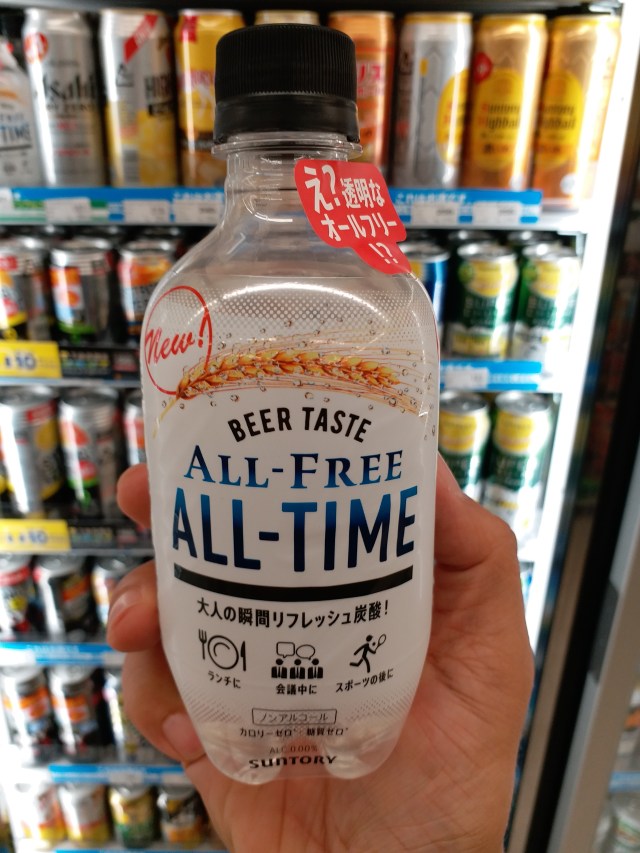 え?透明な
オールフリー
!?
New!
BEER TASTE
ALL-FREE
ALL-TIME
大人の瞬間リフレッシュ炭酸!
ランチに
会議中に
スポーツの後に
ノンアルコール
カロリーゼロ* 糖質ゼロ*
ALC.0.00%
SUNTORY
Asahi
TIME